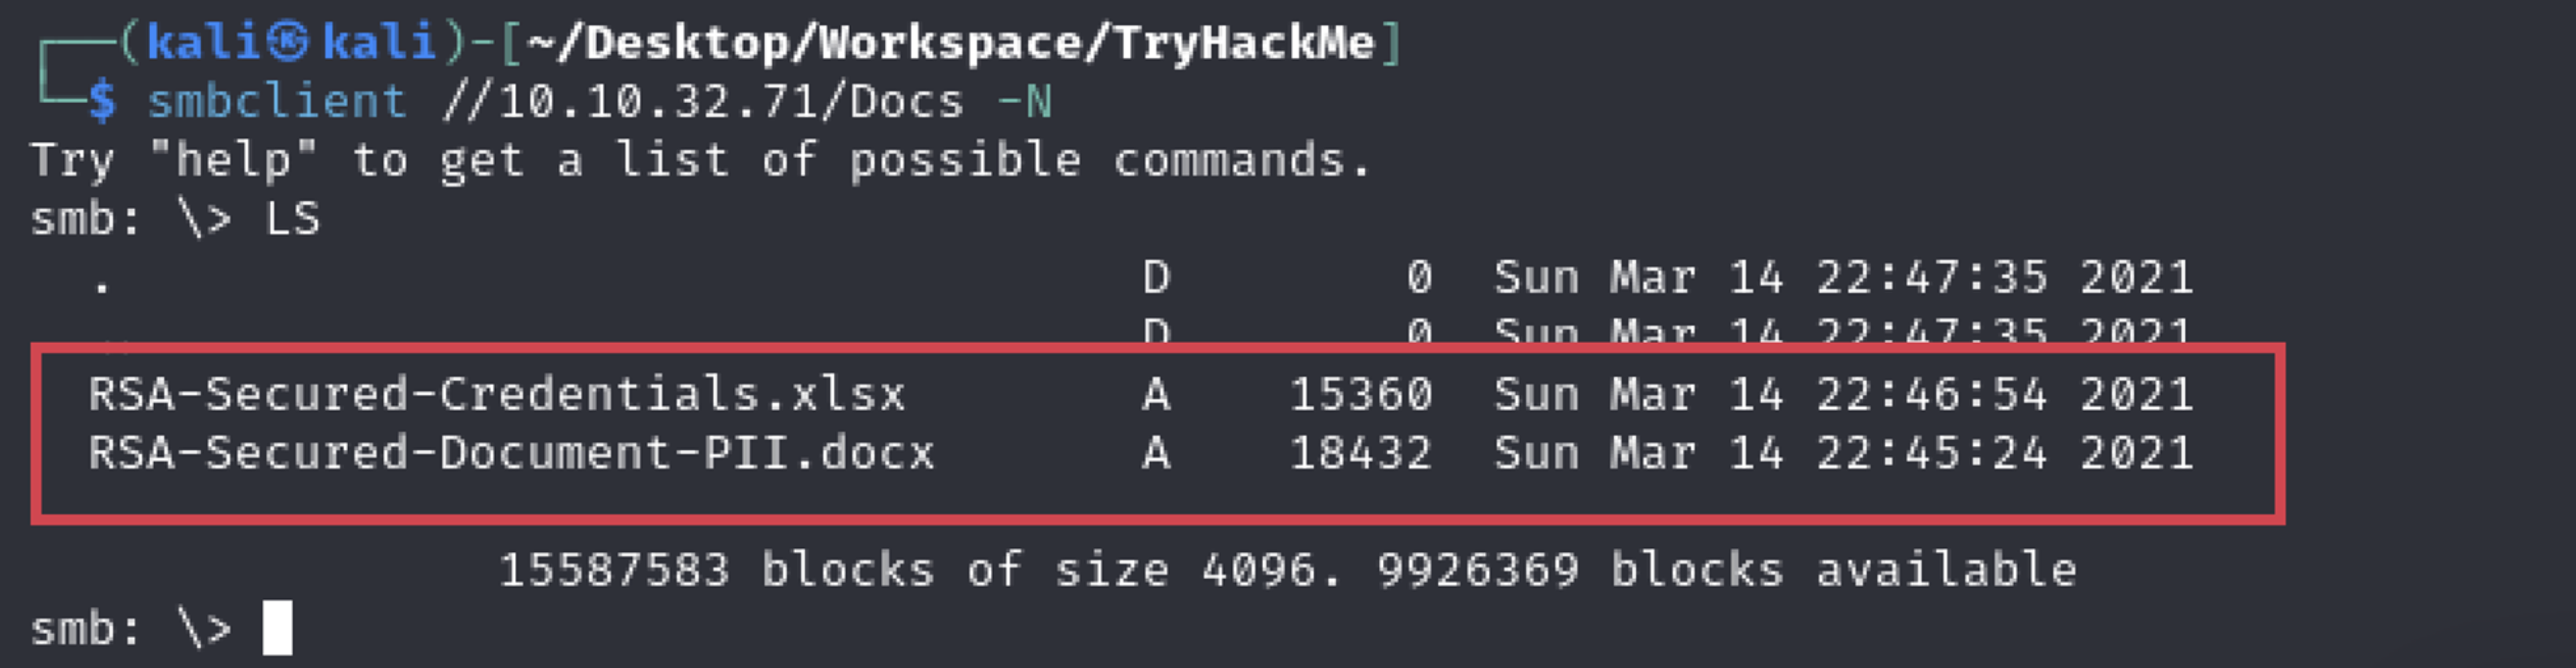 ┌──(kali㉿kali)-[~/Desktop/Workspace/TryHackMe]
└─$ smbclient //10.10.32.71/Docs -N
Try "help" to get a list of possible commands.
smb: \> LS
  .                                   D        0  Sun Mar 14 22:47:35 2021
                                      D        0  Sun Mar 14 22:47:35 2021
  RSA-Secured-Credentials.xlsx        A    15360  Sun Mar 14 22:46:54 2021
  RSA-Secured-Document-PII.docx       A    18432  Sun Mar 14 22:45:24 2021
                15587583 blocks of size 4096. 9926369 blocks available
smb: \>